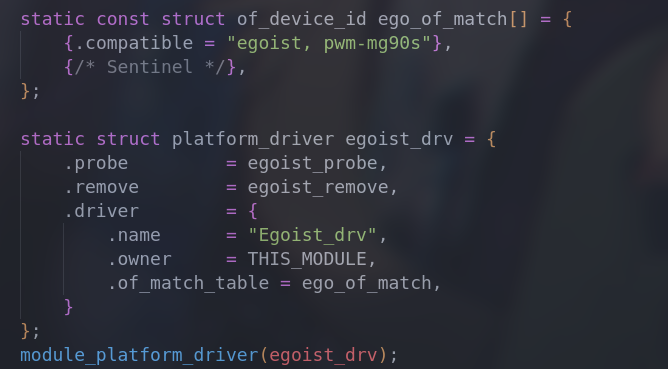 static const struct of_device_id ego_of_match[] = {
    {.compatible = "egoist, pwm-mg90s"},
    {/* Sentinel */},
};

static struct platform_driver egoist_drv = {
    .probe         = egoist_probe,
    .remove        = egoist_remove,
    .driver        = {
        .name      = "Egoist_drv",
        .owner     = THIS_MODULE,
        .of_match_table = ego_of_match,
    }
};
module_platform_driver(egoist_drv);